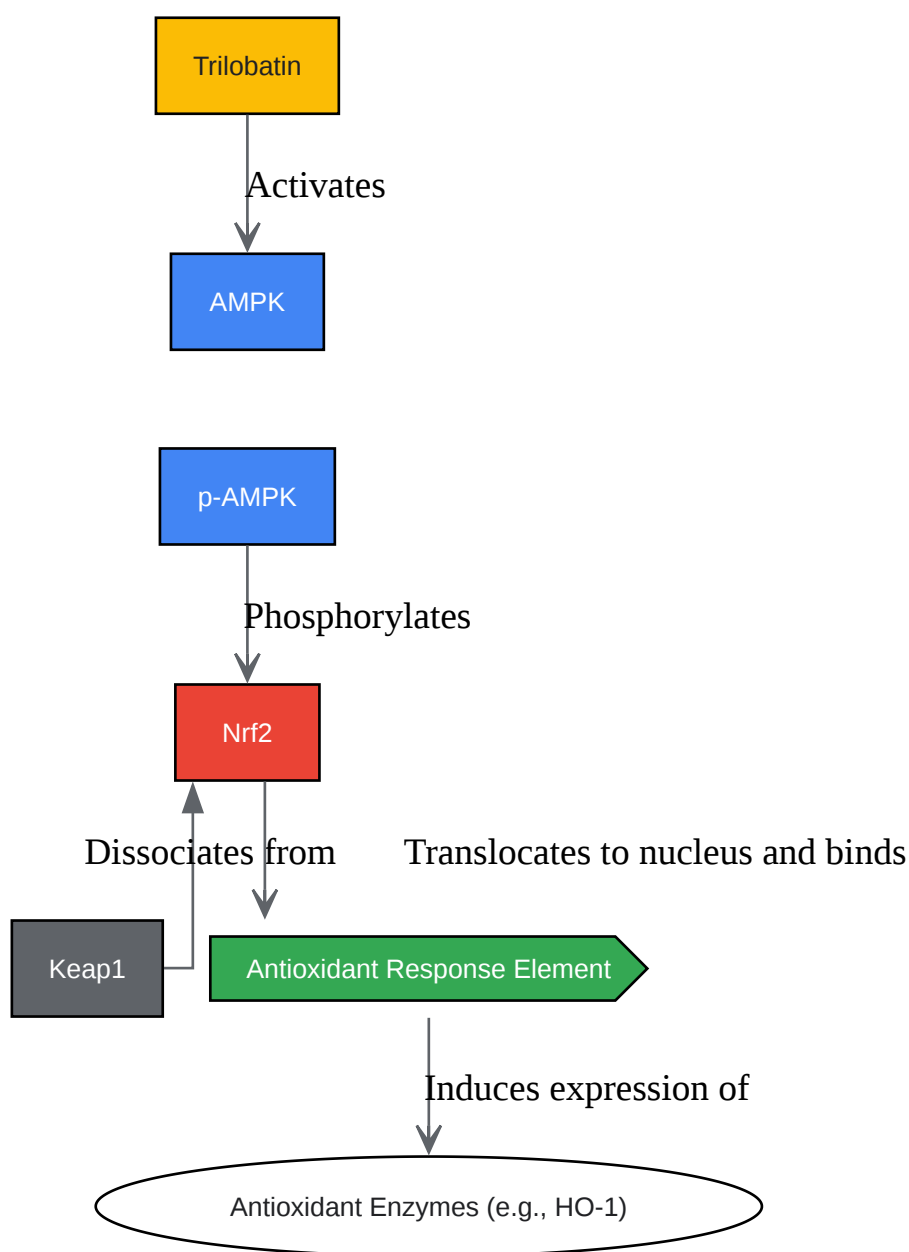 Trilobatin
Activates
AMPK
p-AMPK
Phosphorylates
Nrf2
Dissociates from
Translocates to nucleus and binds
Keap1
Antioxidant Response Element
Induces expression of
Antioxidant Enzymes (e.g., HO-1)